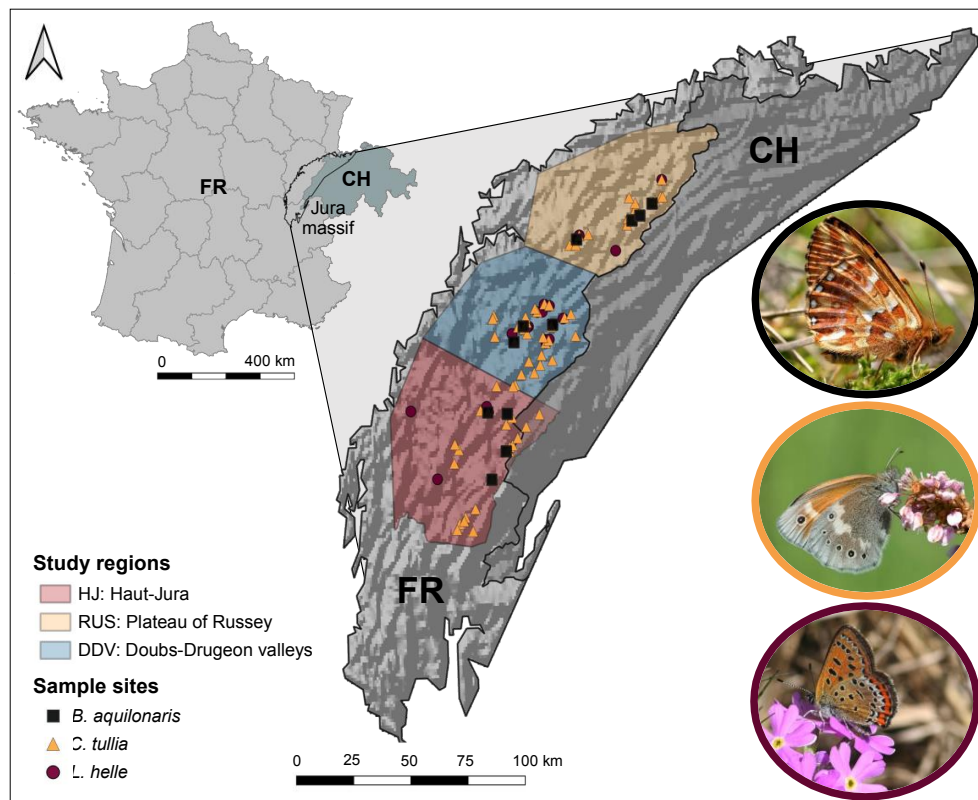 FR
CH
Jura
massif
0 400 km
CH
FR
Study regions
HJ: Haut-Jura
RUS: Plateau of Russey
DDV: Doubs-Drugeon valleys
Sample sites
B. aquilonaris
C. tullia
L. helle
0 25 50 75 100 km